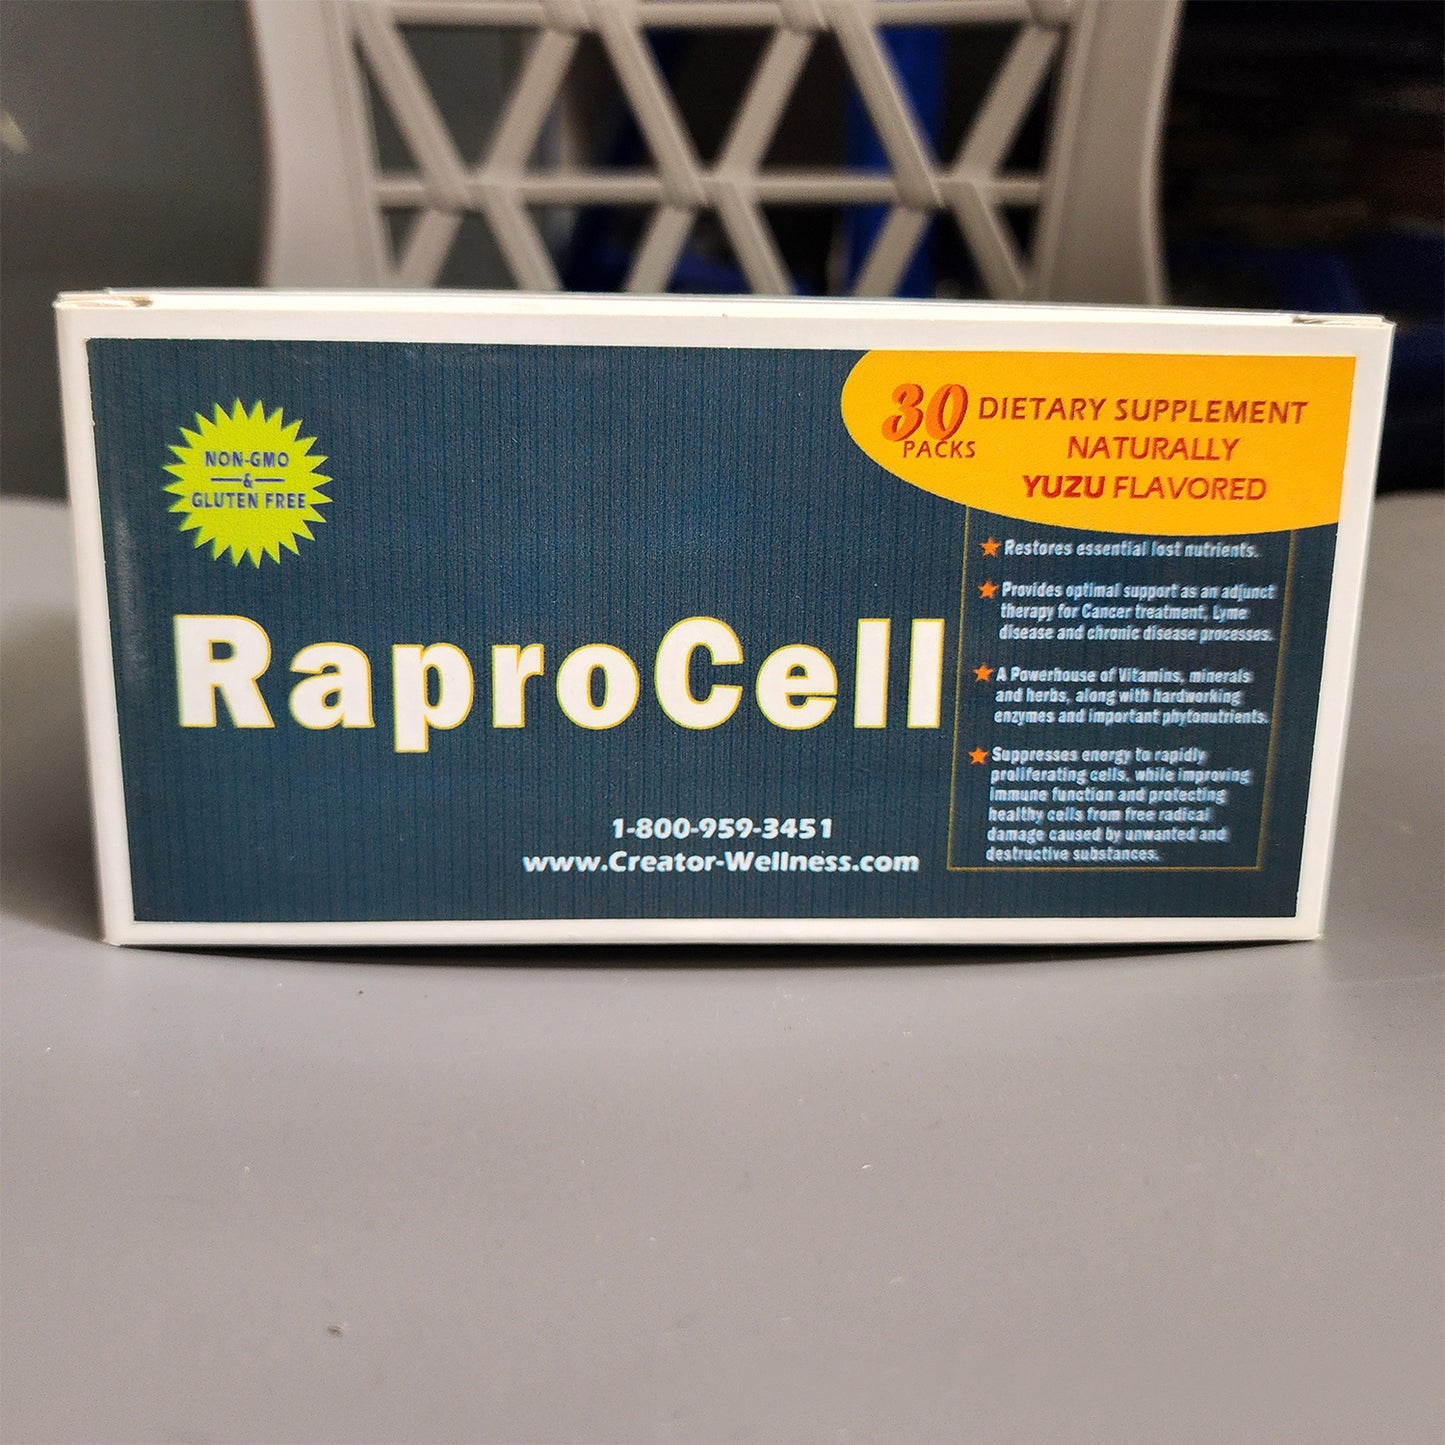 NON-GMO
&
GLUTEN FREE
30
PACKS
DIETARY SUPPLEMENT
NATURALLY
YUZU FLAVORED
RaproCell
Restores essential lost nutrients.
Provides optimal support as an adjunct
therapy for Cancer treatment, Lyme
disease and chronic disease processes.
A Powerhouse of Vitamins, minerals
and herbs, along with hardworking
enzymes and important phytonutrients.
Suppresses energy to rapidly
proliferating cells, while improving
immune function and protecting
healthy cells from free radical
damage caused by unwanted and
destructive substances.
1-800-959-3451
www.Creator-Wellness.com